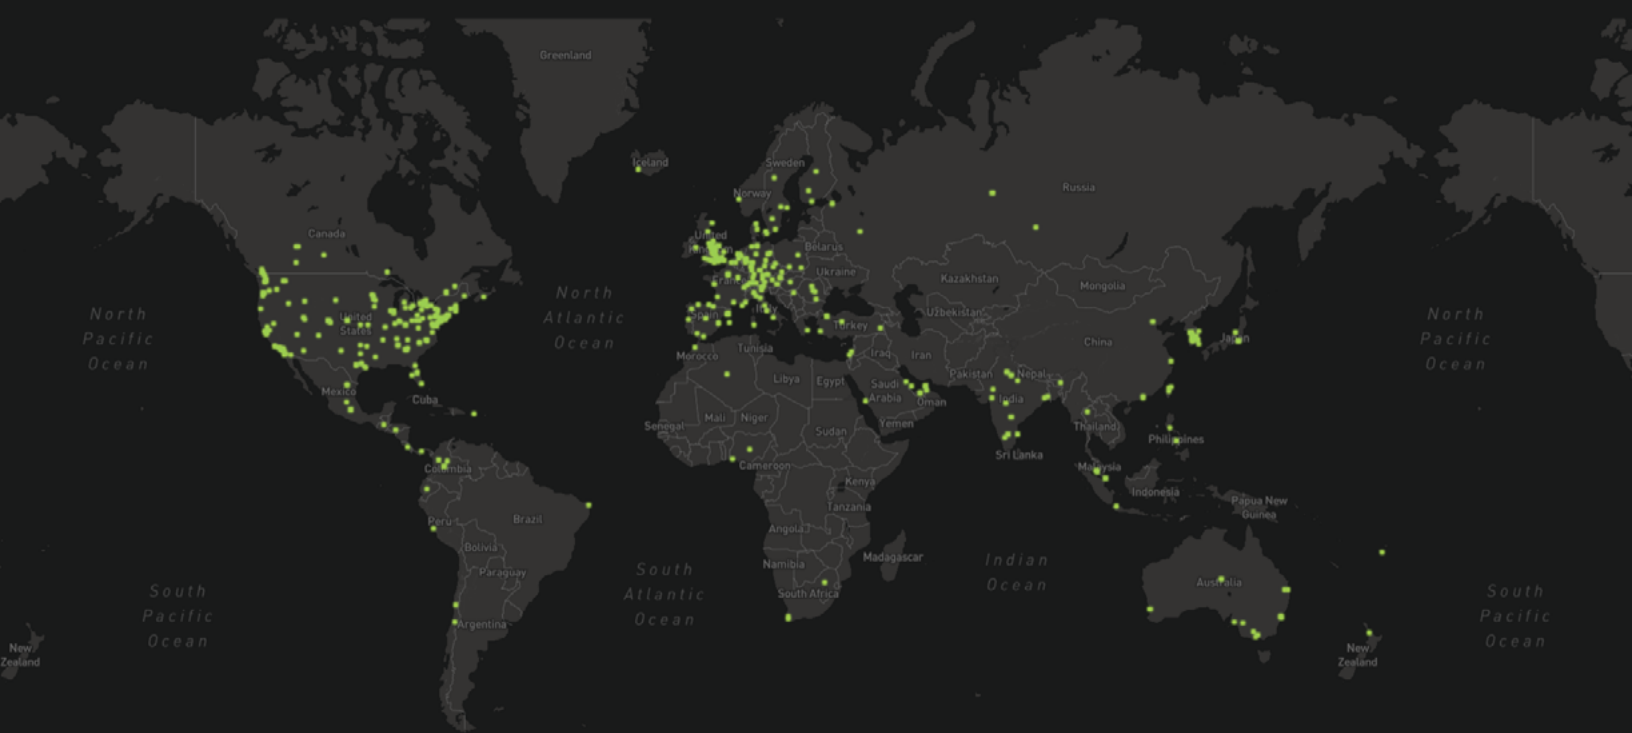 Greenland
Iceland
Sweden
Norway
Russia
Canada
United
Kingdom
Belarus
Ukraine
France
Kazakhstan
Mongolia
North
Pacific
Ocean
North
Atlantic
Ocean
North
Pacific
Ocean
United
States
Spain
Italy
Uzbekistan
Turkey
China
Japan
Morocco
Tunisia
Iraq
Iran
Mexico
Cuba
Libya
Egypt
Saudi
Arabia
Pakistan
Nepal
Oman
India
Senegal
Mali
Niger
Sudan
Yemen
Thailand
Philippines
Sri Lanka
Colombia
Cameroon
Kenya
Malaysia
Indonesia
Papua New
Guinea
Peru
Brazil
Tanzania
Angola
Bolivia
Paraguay
Namibia
Madagascar
South
Pacific
Ocean
South
Atlantic
Ocean
Indian
Ocean
Australia
South
Pacific
Ocean
South Africa
Argentina
New
Zealand
New
Zealand